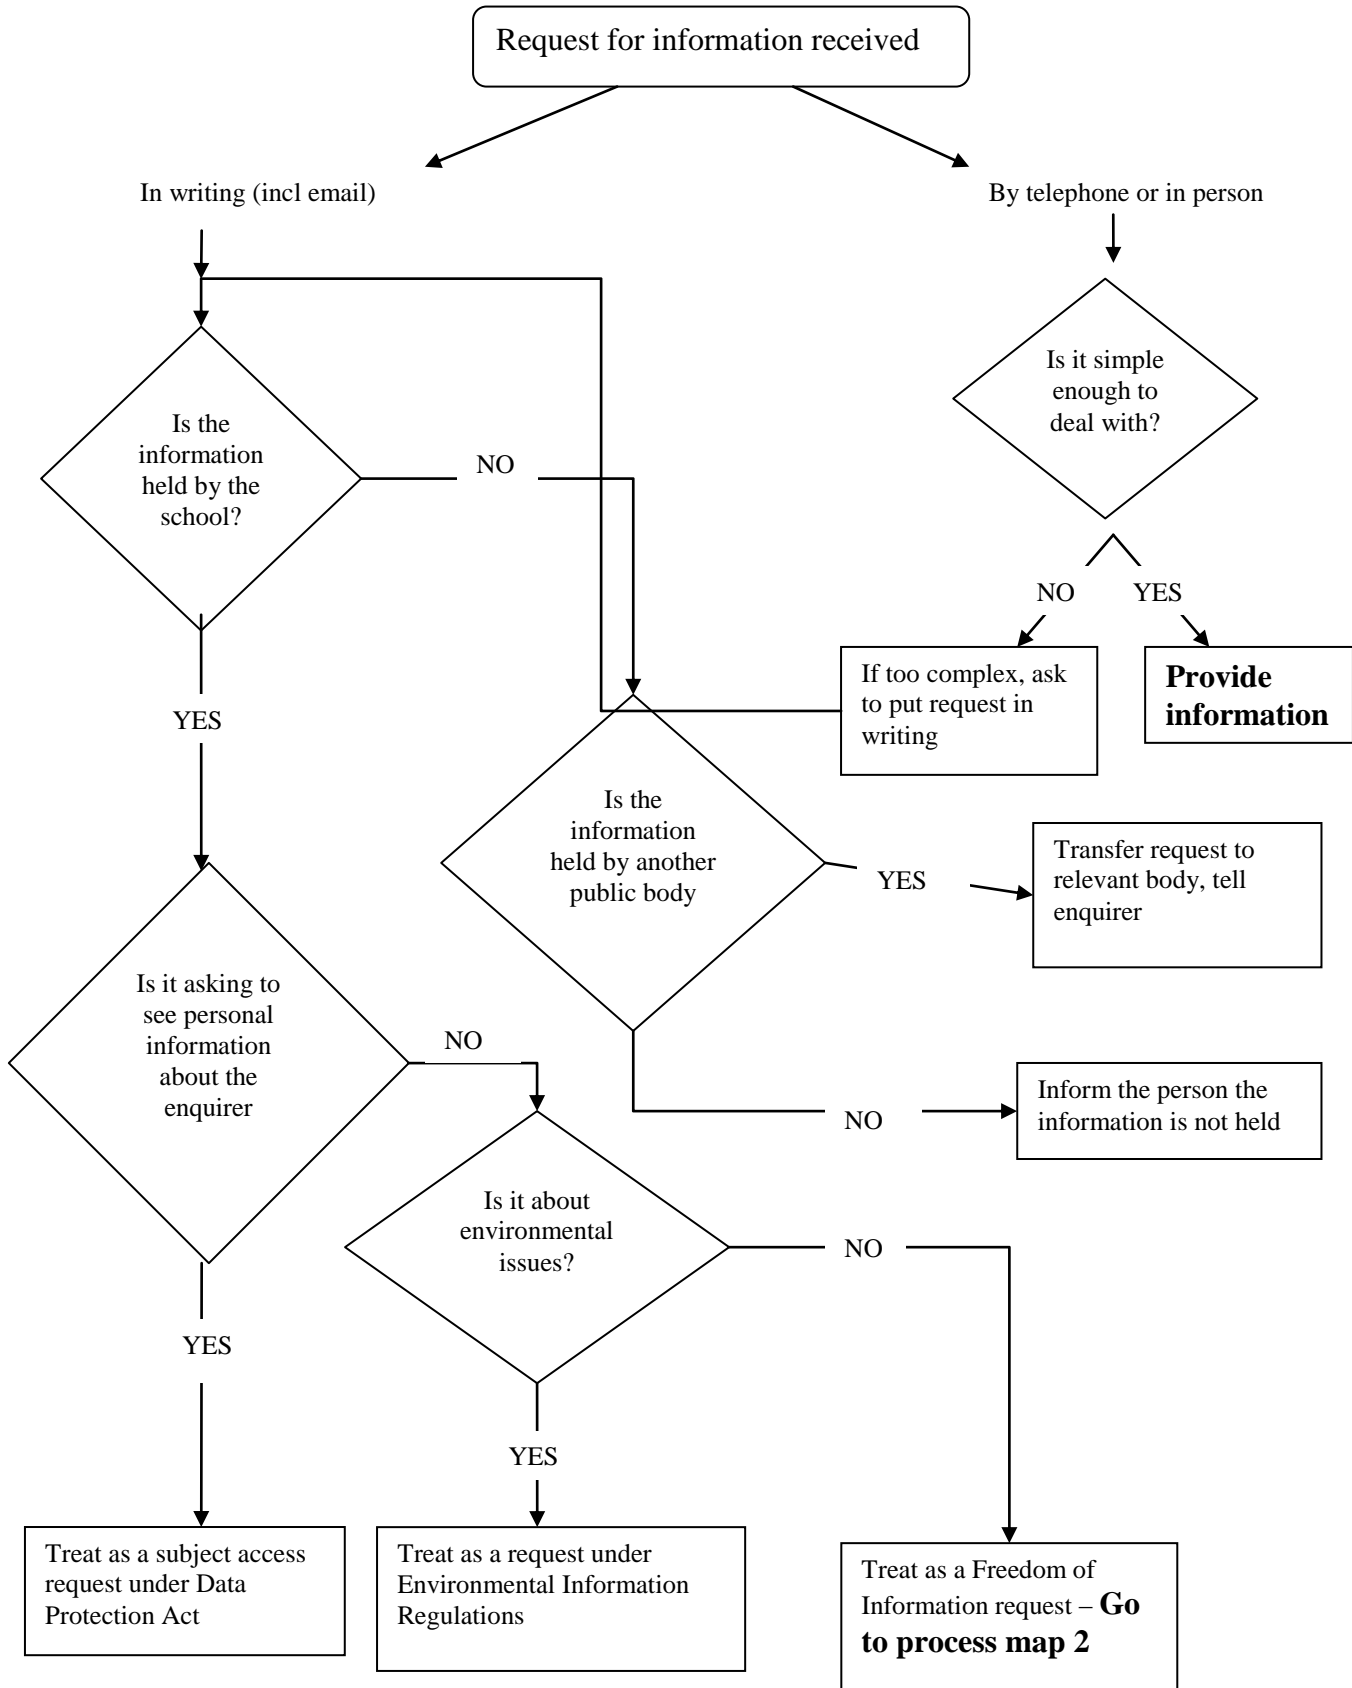 Request for information received
In writing (incl email)
By telephone or in person
Is it simple
enough to
deal with?
Is the
information
held by the
school?
NO
NO
YES
If too complex, ask
to put request in
writing
Provide
information
YES
Is the
information
held by another
public body
YES
Transfer request to
relevant body, tell
enquirer
Is it asking to
see personal
information
about the
enquirer
NO
NO
Inform the person the
information is not held
Is it about
environmental
issues?
NO
YES
YES
Treat as a subject access
request under Data
Protection Act
Treat as a request under
Environmental Information
Regulations
Treat as a Freedom of
Information request – Go
to process map 2